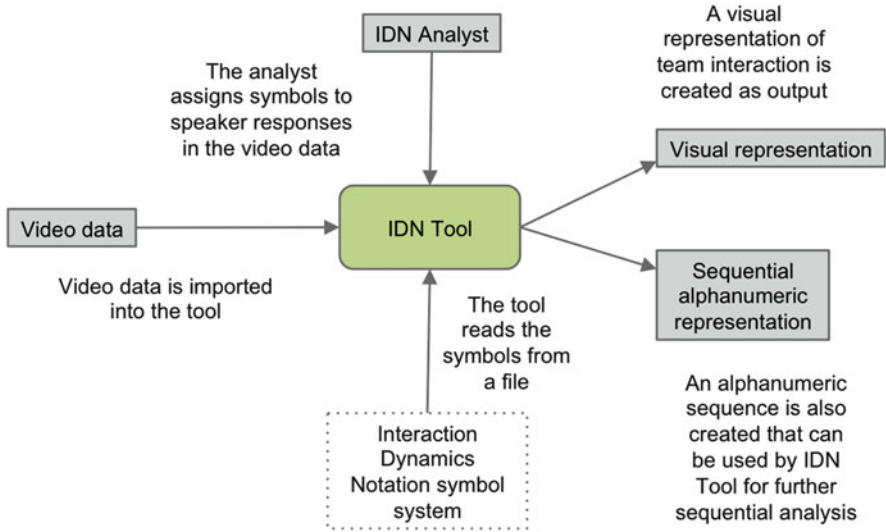 IDN Analyst
A visual
representation of
team interaction is
created as output
The analyst
assigns symbols to
speaker responses
in the video data
Visual representation
Video data
IDN Tool
Video data is imported
into the tool
Sequential
alphanumeric
representation
The tool
reads the
symbols from
a file
Interaction
Dynamics
Notation symbol
system
An alphanumeric
sequence is also
created that can
be used by IDN
Tool for further
sequential analysis